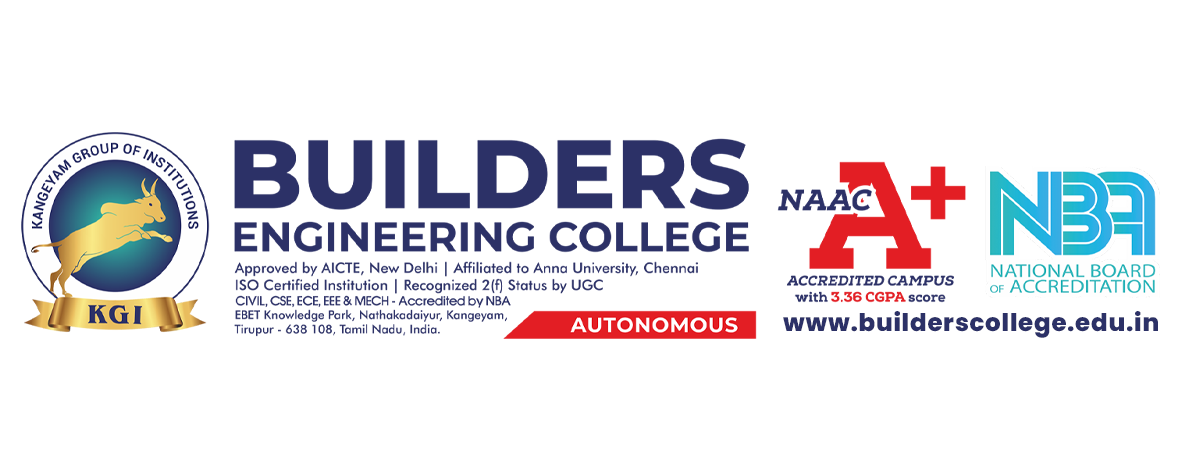 KANGEYAM GROUP OF INSTITUTIONS
KGI
BUILDERS
ENGINEERING COLLEGE
Approved by AICTE, New Delhi | Affiliated to Anna University, Chennai
ISO Certified Institution | Recognized 2(f) Status by UGC
CIVIL, CSE, ECE, EEE & MECH - Accredited by NBA
EBET Knowledge Park, Nathakadaiyur, Kangeyam,
Tirupur - 638 108, Tamil Nadu, India.
AUTONOMOUS
NAAC A+
ACCREDITED CAMPUS
with 3.36 CGPA score
NBA
NATIONAL BOARD
OF ACCREDITATION
www.builderscollege.edu.in